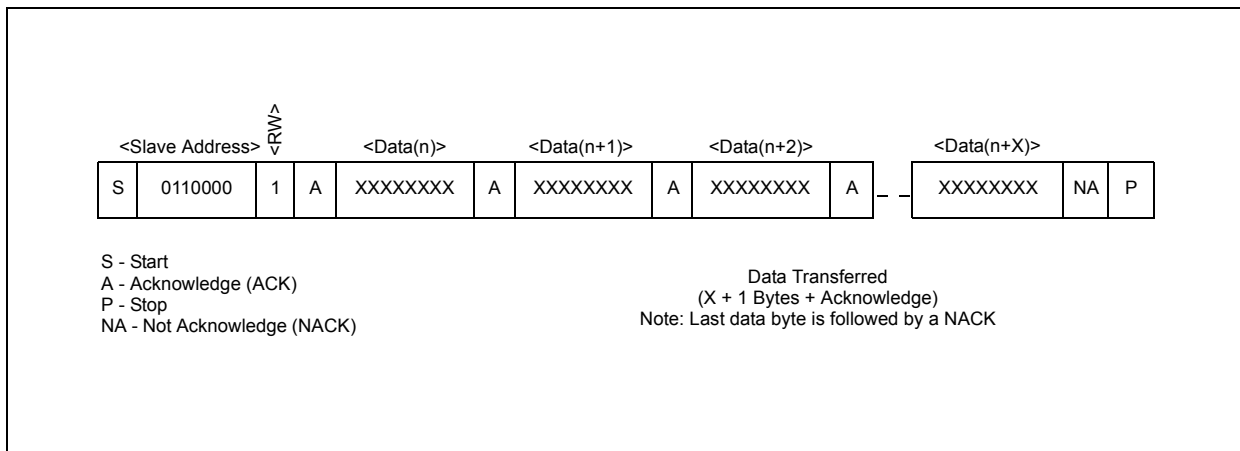 <Slave Address> <RW> <Data(n)> <Data(n+1)> <Data(n+2)> <Data(n+X)>
S 0110000 1 A XXXXXXXX A XXXXXXXX A XXXXXXXX A XXXXXXXX NA P
S - Start
A - Acknowledge (ACK)
P - Stop
NA - Not Acknowledge (NACK)
Data Transferred
(X + 1 Bytes + Acknowledge)
Note: Last data byte is followed by a NACK